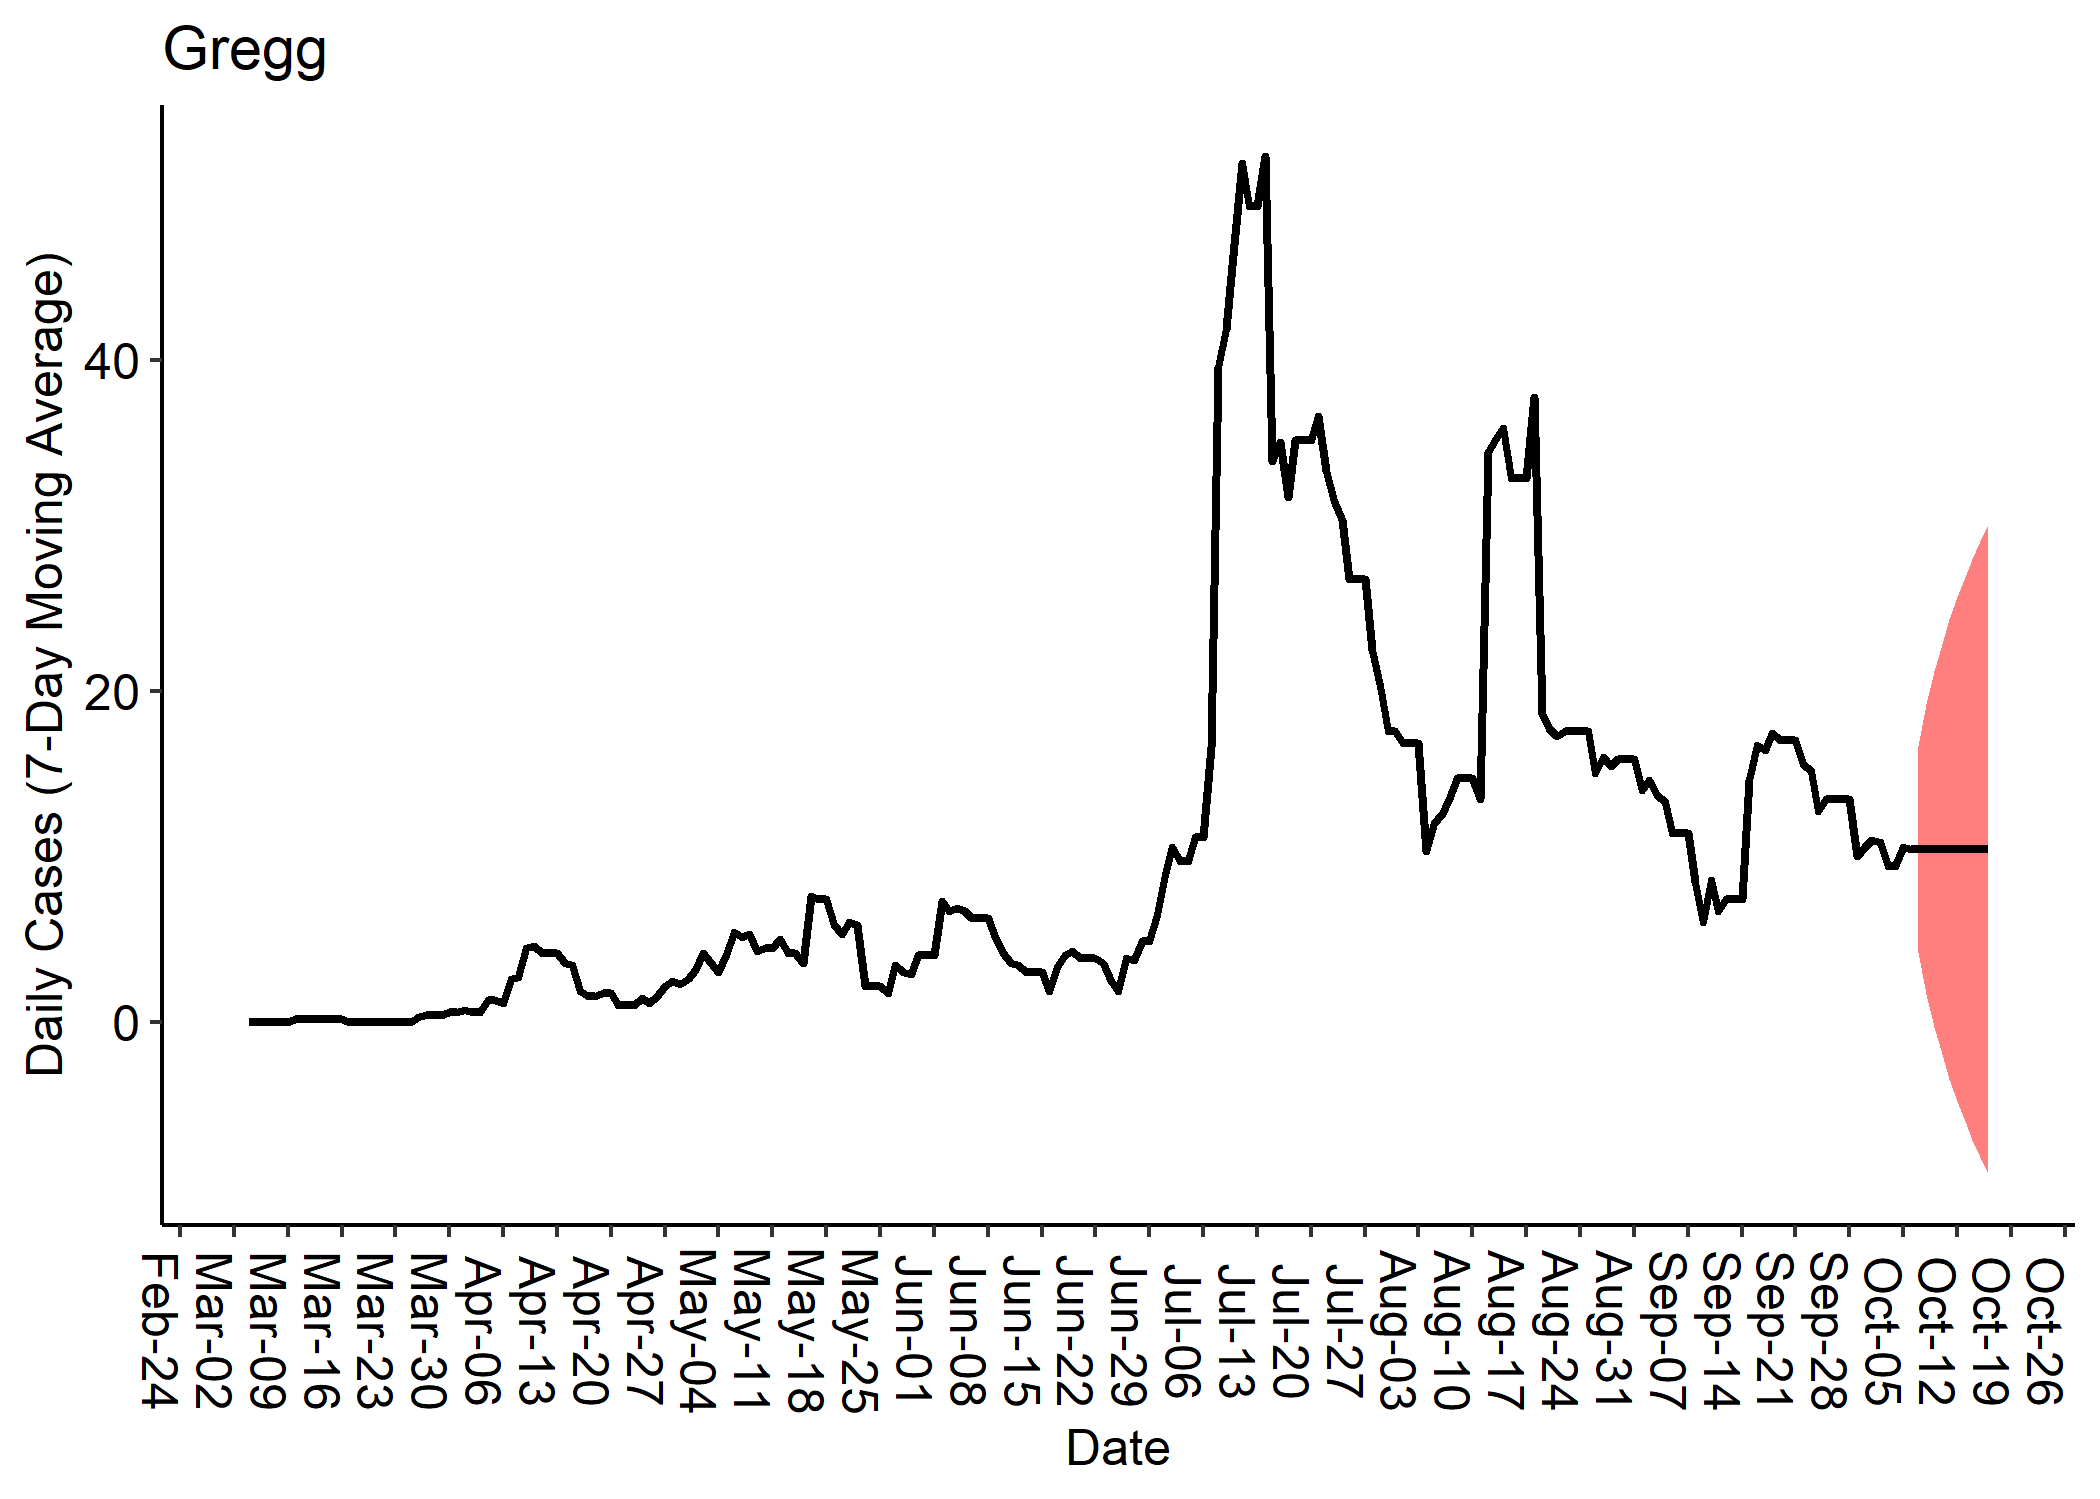 Gregg
Daily Cases (7-Day Moving Average)
40
20
0
Feb-24
Mar-02
Mar-09
Mar-16
Mar-23
Mar-30
Apr-06
Apr-13
Apr-20
Apr-27
May-04
May-11
May-18
May-25
Jun-01
Jun-08
Jun-15
Jun-22
Jun-29
Jul-06
Jul-13
Jul-20
Jul-27
Aug-03
Aug-10
Aug-17
Aug-24
Aug-31
Sep-07
Sep-14
Sep-21
Sep-28
Oct-05
Oct-12
Oct-19
Oct-26
Date